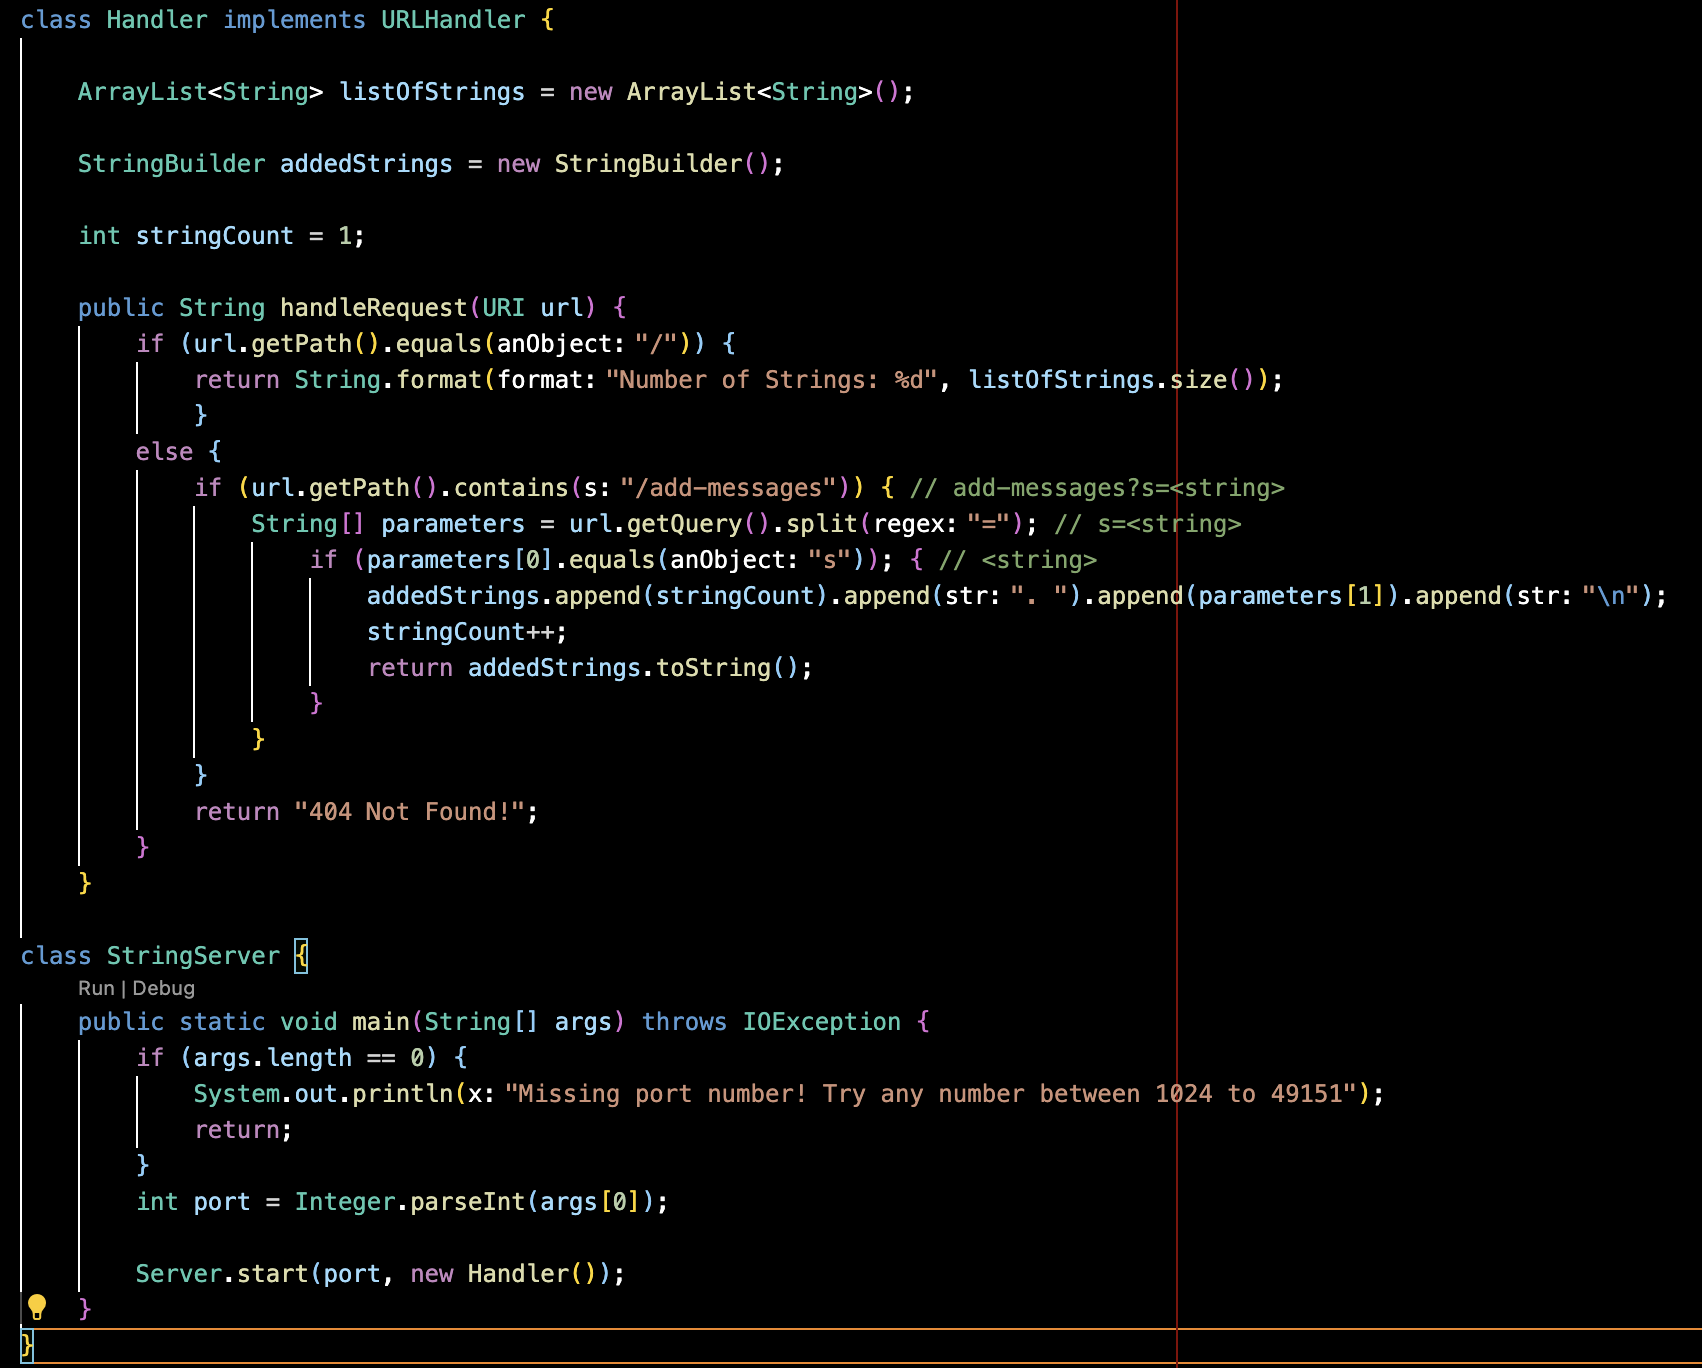 class Handler implements URLHandler {
ArrayList<String> listOfStrings = new ArrayList<String>();
StringBuilder addedStrings = new StringBuilder();
int stringCount = 1;
public String handleRequest(URI url) {
if (url.getPath().equals(anObject: "/")) {
return String.format(format: "Number of Strings: %d", listOfStrings.size());
}
else {
if (url.getPath().contains(s: "/add-messages")) { // add-messages?s=<string>
String[] parameters = url.getQuery().split(regex: "="); // s=<string>
if (parameters[0].equals(anObject: "s")); { // <string>
addedStrings.append(stringCount).append(str: ". ").append(parameters[1]).append(str: "\n");
stringCount++;
return addedStrings.toString();
}
}
}
return "404 Not Found!";
}
}
class StringServer {
Run | Debug
public static void main(String[] args) throws IOException {
if (args.length == 0) {
System.out.println(x: "Missing port number! Try any number between 1024 to 49151");
return;
}
int port = Integer.parseInt(args[0]);
Server.start(port, new Handler());
}
}